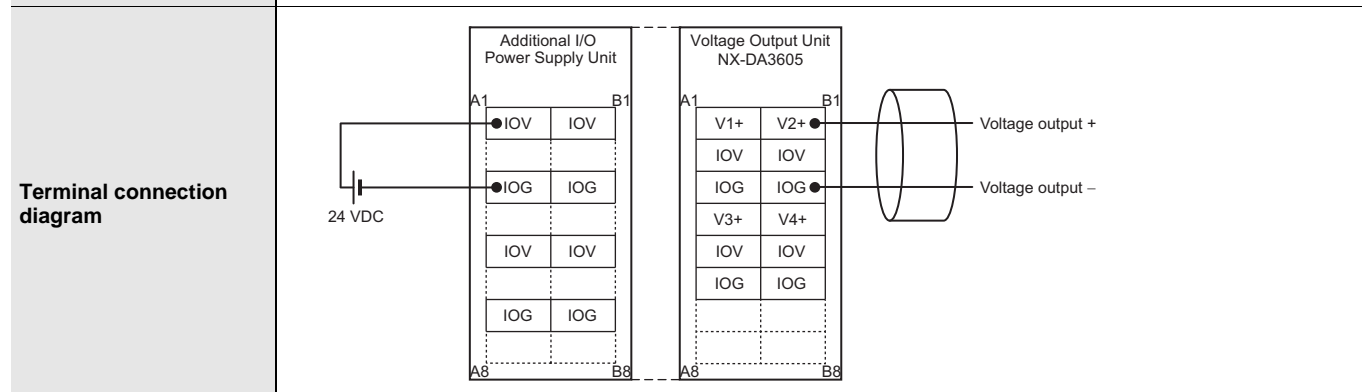 Terminal connection
diagram
24 VDC
Additional I/O
Power Supply Unit
A1 B1
IOV IOV
IOG IOG
IOV IOV
IOG IOG
A8 B8
Voltage Output Unit
NX-DA3605
A1 B1
V1+ V2+
IOV IOV
IOG IOG
V3+ V4+
IOV IOV
IOG IOG
A8 B8
Voltage output +
Voltage output −